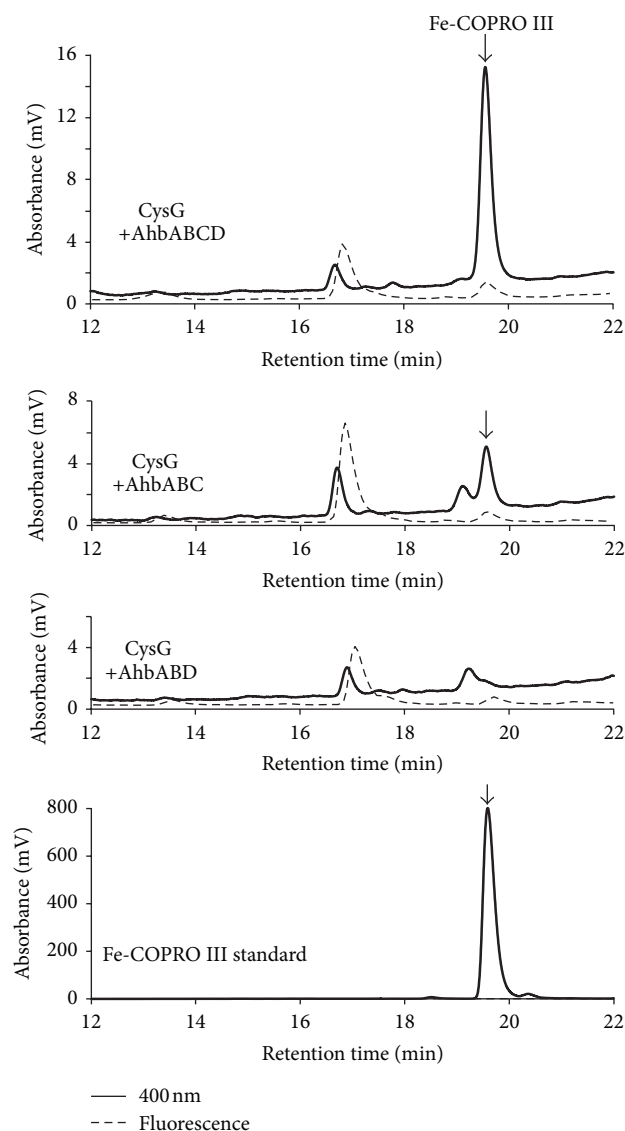 Fe-COPRO III
16
12
8
4
0
Absorbance (mV)
CysG
+AhbABCD
12 14 16 18 20 22
Retention time (min)
8
4
0
Absorbance (mV)
CysG
+AhbABC
12 14 16 18 20 22
Retention time (min)
4
0
Absorbance (mV)
CysG
+AhbABD
12 14 16 18 20 22
Retention time (min)
800
600
400
200
0
Absorbance (mV)
Fe-COPRO III standard
12 14 16 18 20 22
Retention time (min)
400 nm
Fluorescence